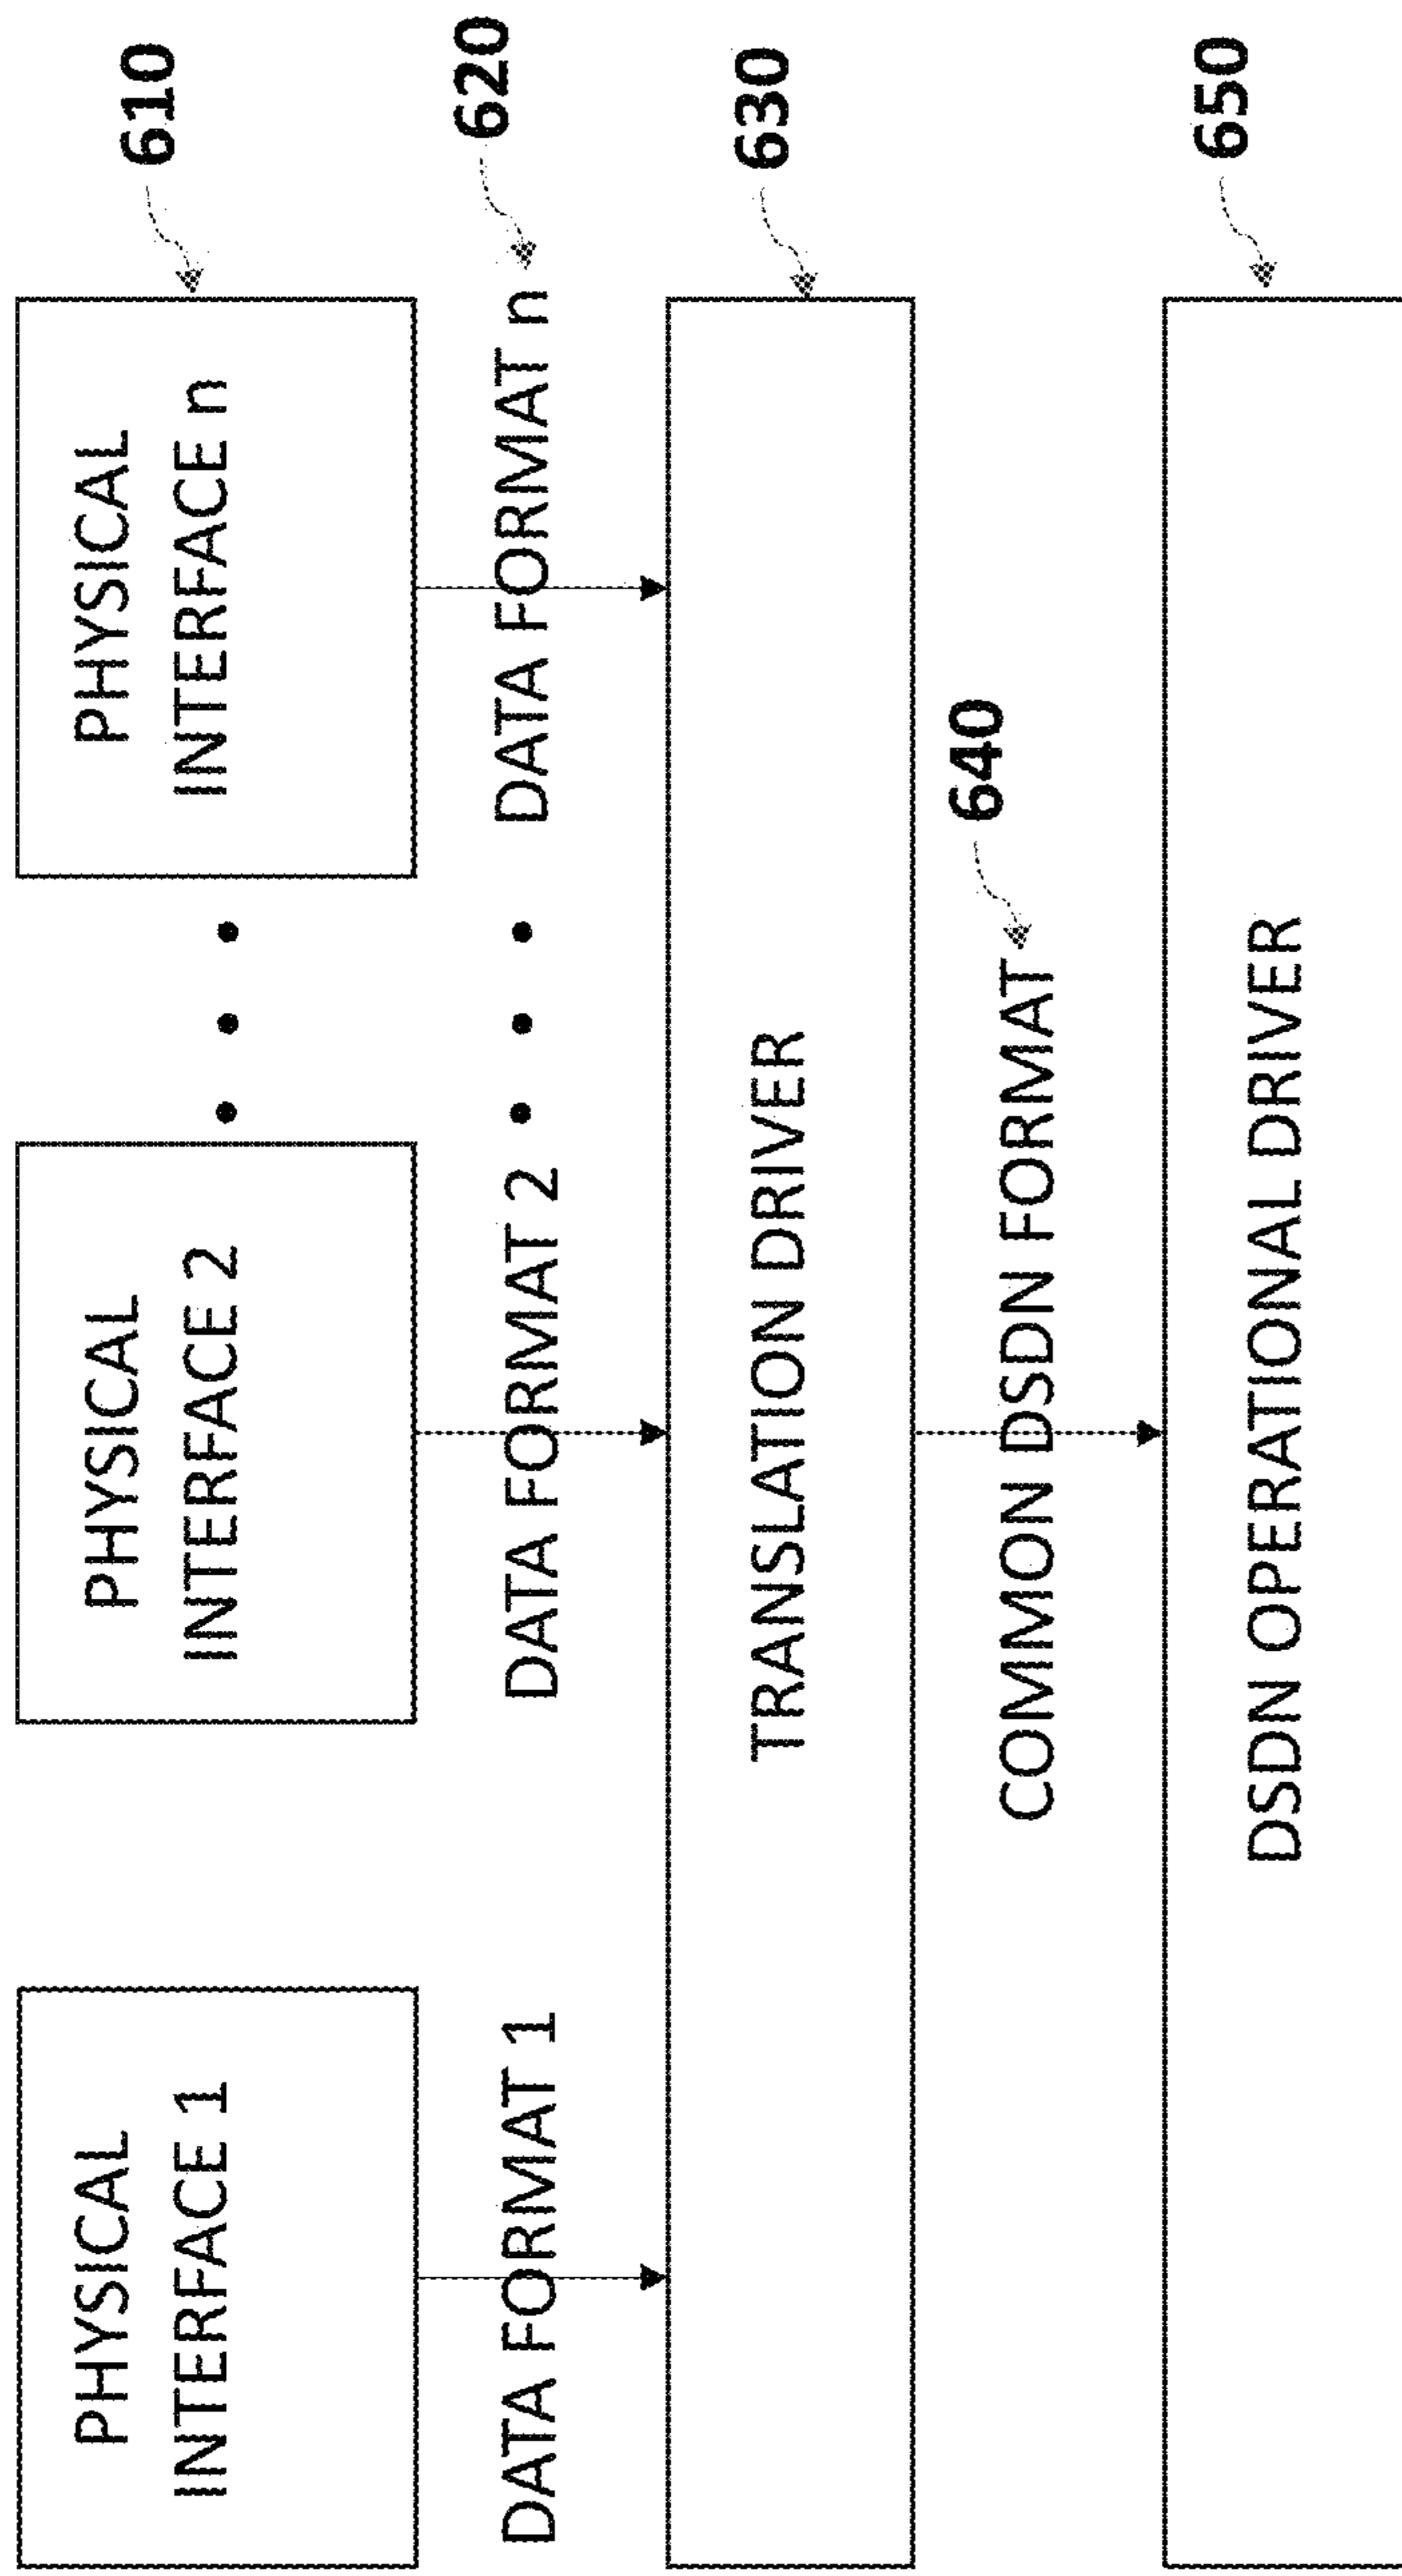 PHYSICAL
INTERFACE 1
PHYSICAL
INTERFACE 2
• • •
PHYSICAL
INTERFACE n
610
DATA FORMAT 1
DATA FORMAT 2
• • •
DATA FORMAT n
620
TRANSLATION DRIVER
630
COMMON DSDN FORMAT
640
DSDN OPERATIONAL DRIVER
650